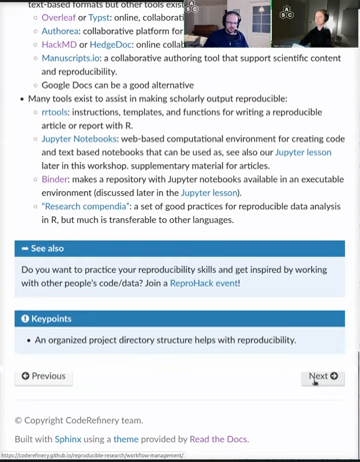 text-based formats but other tools exist
Overleaf or Typst: online, collaborati
Authorea: collaborative platform for
HackMD or HedgeDoc: online collab
Manuscripts.io: a collaborative authoring tool that support scientific content
and reproducibility.
Google Docs can be a good alternative
Many tools exist to assist in making scholarly output reproducible:
rrtools: instructions, templates, and functions for writing a reproducible
article or report with R.
Jupyter Notebooks: web-based computational environment for creating code
and text based notebooks that can be used as, see also our Jupyter lesson
later in this workshop. supplementary material for articles.
Binder: makes a repository with Jupyter notebooks available in an executable
environment (discussed later in the Jupyter lesson).
"Research compendia": a set of good practices for reproducible data analysis
in R, but much is transferable to other languages.
See also
Do you want to practice your reproducibility skills and get inspired by working
with other people's code/data? Join a ReproHack event!
Keypoints
An organized project directory structure helps with reproducibility.
Previous
Next
© Copyright CodeRefinery team.
Built with Sphinx using a theme provided by Read the Docs.
https://coderefinery.github.io/reproducible-research/workflow-management/